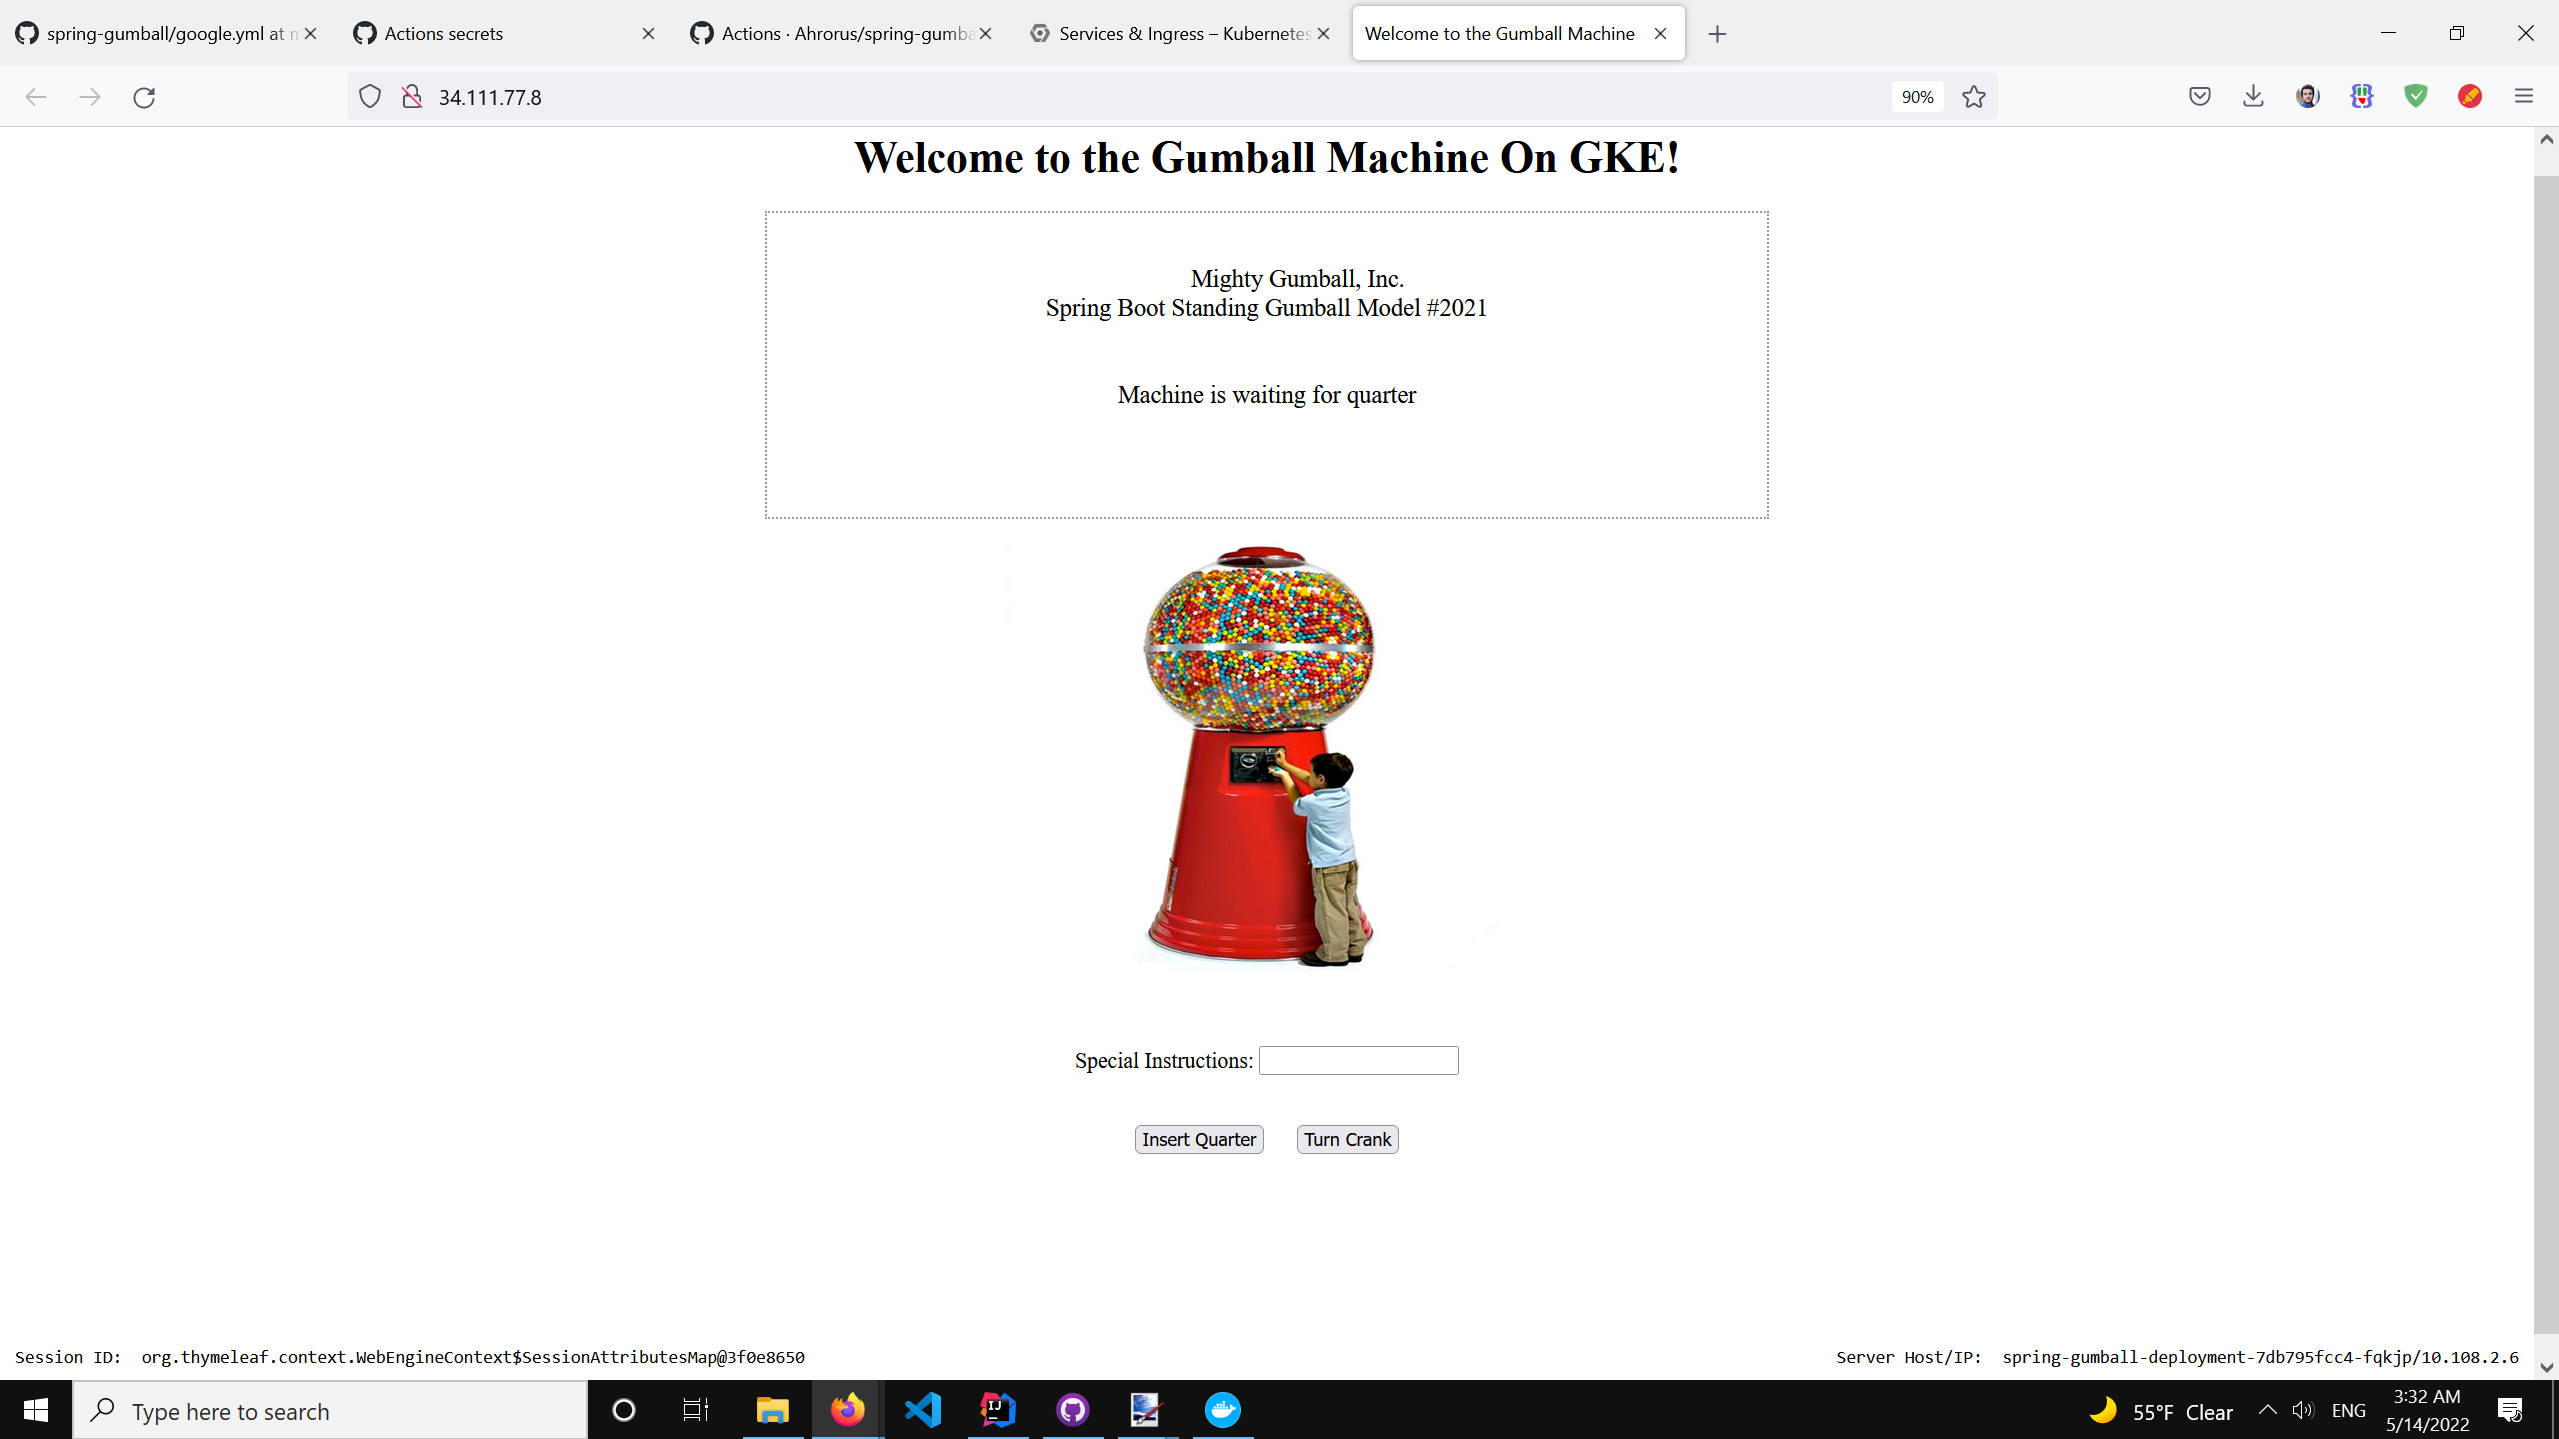 spring-gumball/google.yml at m
Actions secrets
Actions · Ahrorus/spring-gumba
Services & Ingress – Kubernetes
Welcome to the Gumball Machine
34.111.77.8
90%
Welcome to the Gumball Machine On GKE!
Mighty Gumball, Inc.
Spring Boot Standing Gumball Model #2021
Machine is waiting for quarter
Special Instructions:
Insert Quarter
Turn Crank
Session ID: org.thymeleaf.context.WebEngineContext$SessionAttributesMap@3f0e8650
Server Host/IP: spring-gumball-deployment-7db795fcc4-fqkjp/10.108.2.6
Type here to search
IJ
55°F Clear
ENG
3:32 AM
5/14/2022